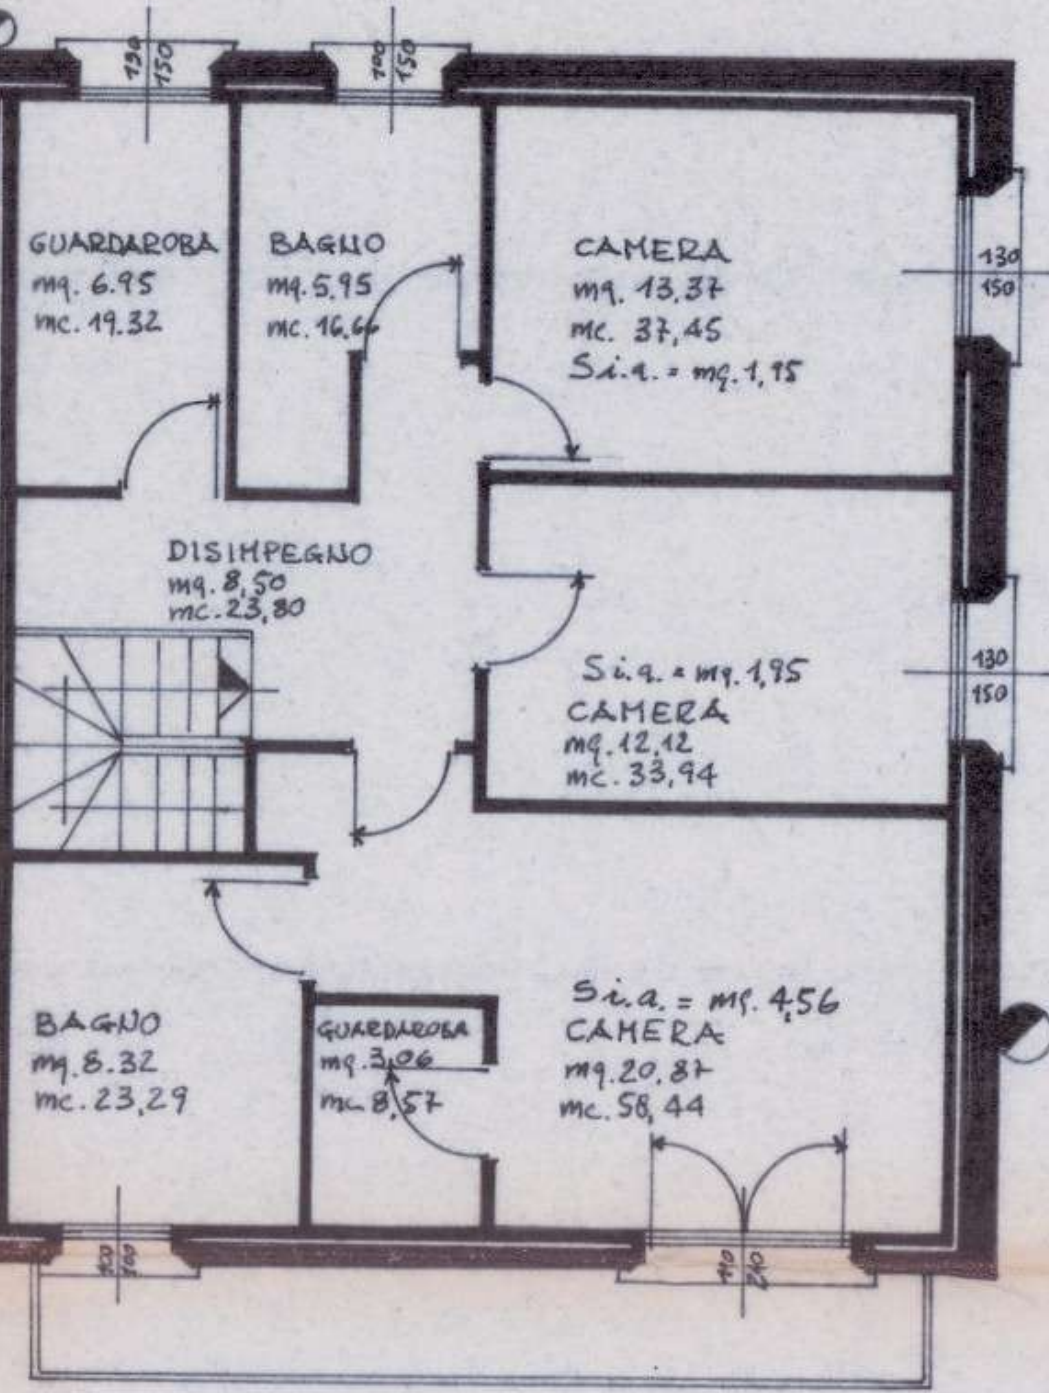 130
150
100
150
GUARDAROBA
mq. 6.95
mc. 19.32
BAGNO
mq. 5,95
mc. 16,66
CAMERA
mq. 13,37
mc. 37,45
S.i.a. = mq. 1,95
130
150
DISIMPEGNO
mq. 8,50
mc. 23,80
S.i.a. = mq. 1,95
CAMERA
mq. 12,12
mc. 33,94
130
150
BAGNO
mq. 8.32
mc. 23,29
GUARDAROBA
mq. 3,06
mc. 8,57
S.i.a. = mq. 4,56
CAMERA
mq. 20,87
mc. 58,44
100
240